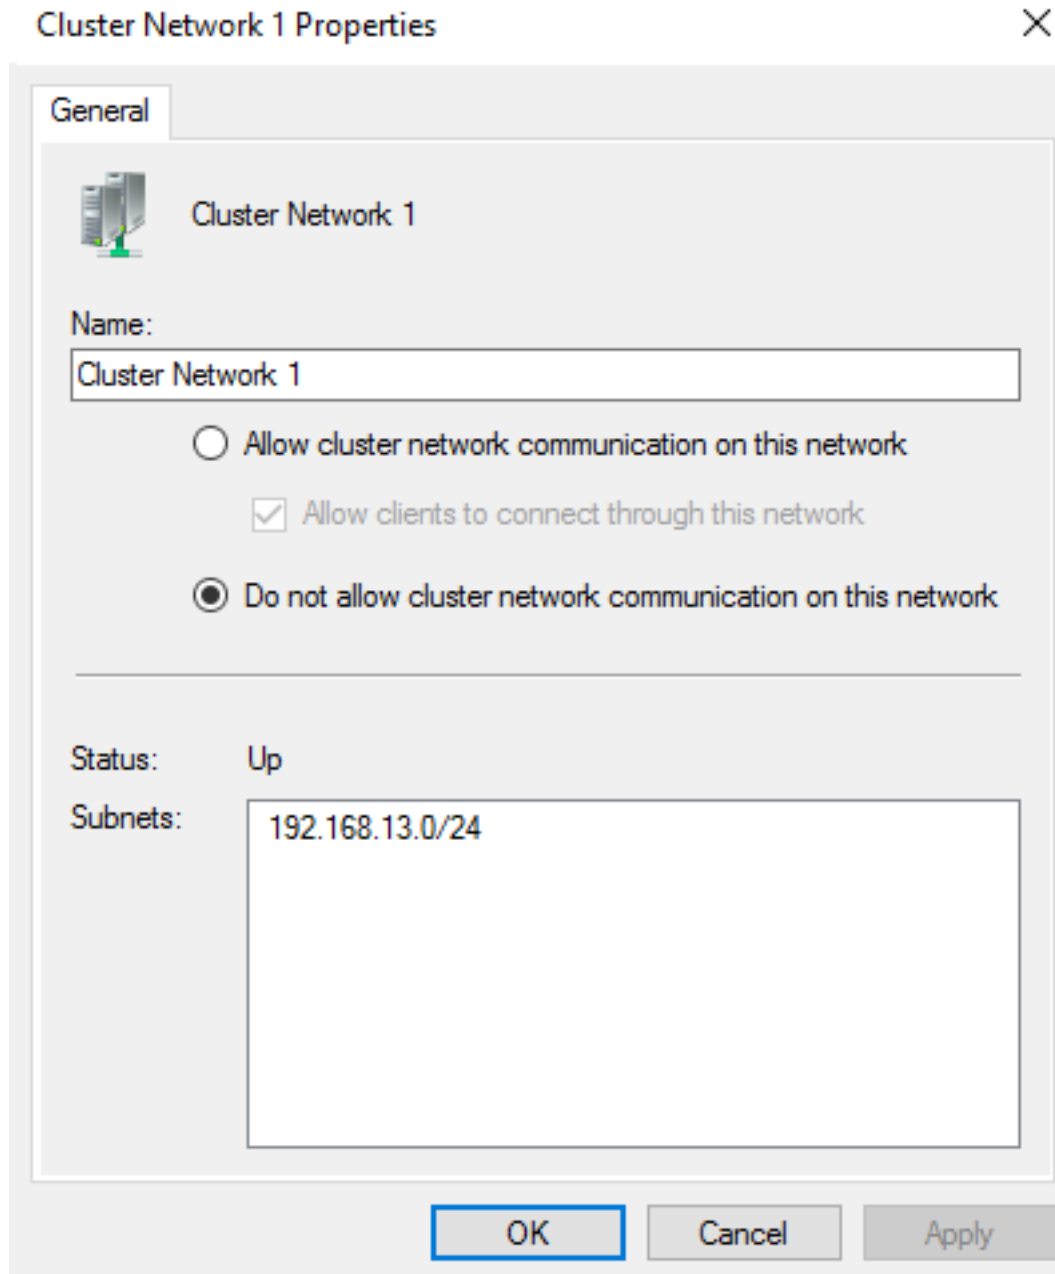 Cluster Network 1 Properties
General
Cluster Network 1
Name:
Cluster Network 1
Allow cluster network communication on this network
Allow clients to connect through this network
Do not allow cluster network communication on this network
Status: Up
Subnets: 192.168.13.0/24
OK Cancel Apply